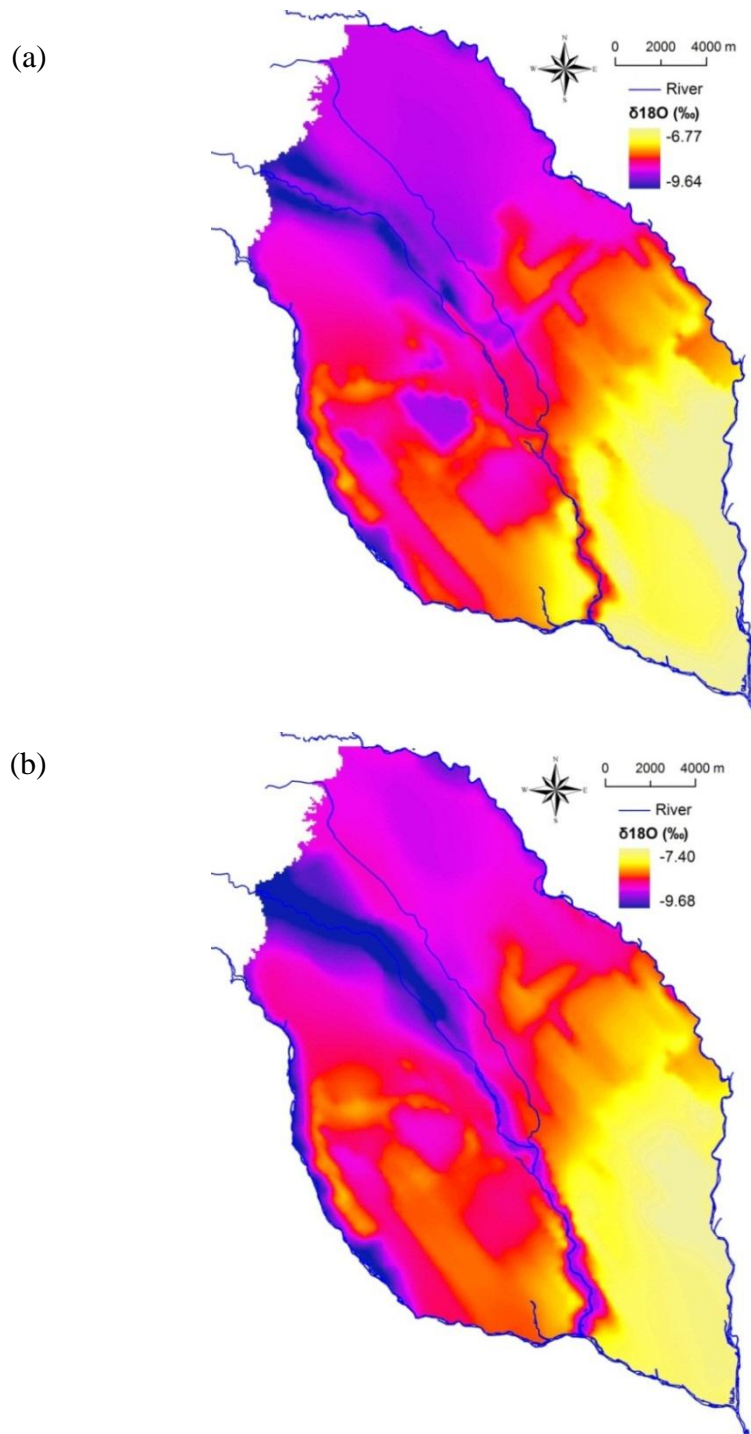 (a)
N
W E
S
0 2000 4000 m
River
δ18O (‰)
-6.77
-9.64
(b)
N
W E
S
0 2000 4000 m
River
δ18O (‰)
-7.40
-9.68